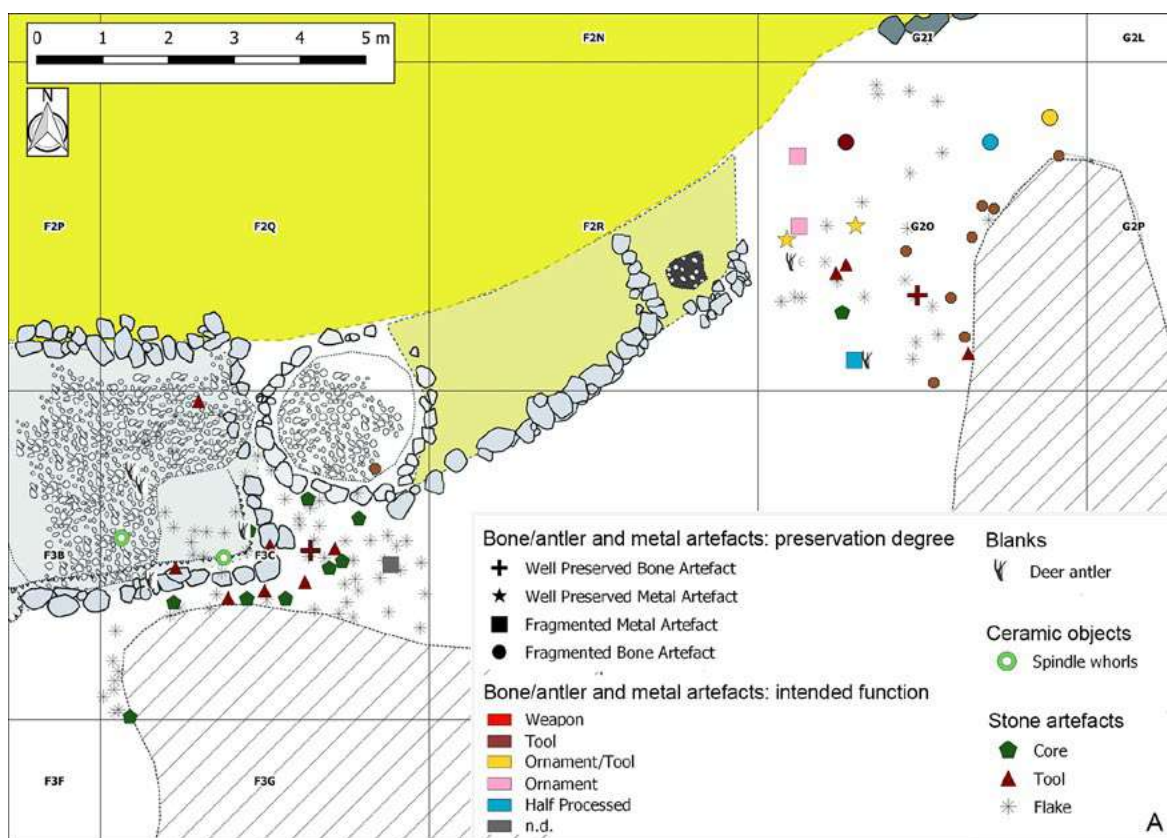 F2N
G2I
G2L
0 1 2 3 4 5 m
N
F2P
F2Q
F2R
G2O
G2P
F3B
F3C
Bone/antler and metal artefacts: preservation degree
Well Preserved Bone Artefact
Well Preserved Metal Artefact
Fragmented Metal Artefact
Fragmented Bone Artefact
Bone/antler and metal artefacts: intended function
Weapon
Tool
Ornament/Tool
Ornament
Half Processed
n.d.
Blanks
Deer antler
Ceramic objects
Spindle whorls
Stone artefacts
Core
Tool
Flake
F3F
F3G
A